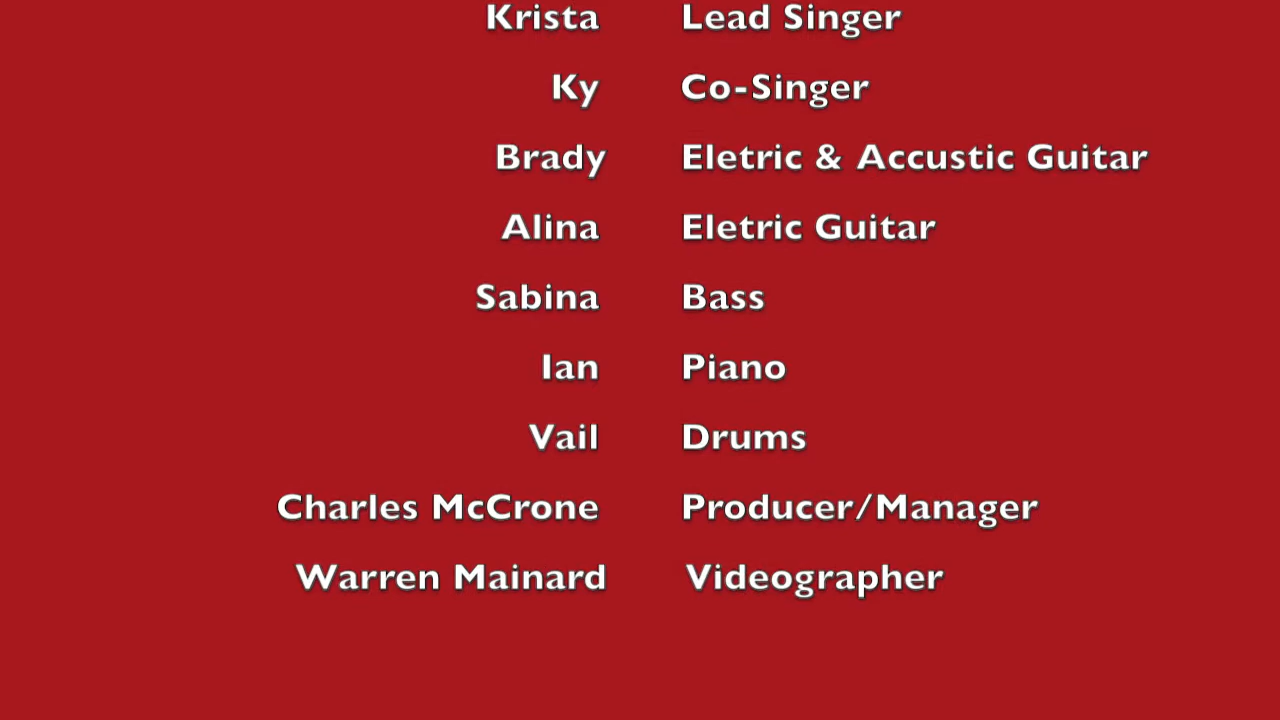 Krista Lead Singer
Ky Co-Singer
Brady Eletric & Accustic Guitar
Alina Eletric Guitar
Sabina Bass
Ian Piano
Vail Drums
Charles McCrone Producer/Manager
Warren Mainard Videographer